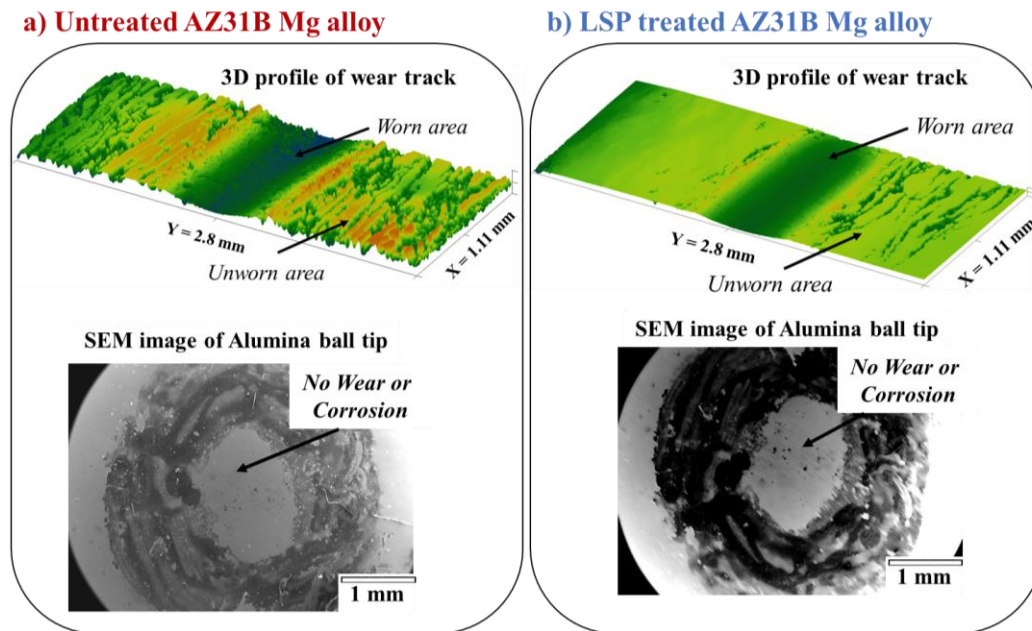 a) Untreated AZ31B Mg alloy
3D profile of wear track
Worn area
Y = 2.8 mm
X = 1.11 mm
Unworn area
SEM image of Alumina ball tip
No Wear or
Corrosion
1 mm
b) LSP treated AZ31B Mg alloy
3D profile of wear track
Worn area
Y = 2.8 mm
X = 1.11 mm
Unworn area
SEM image of Alumina ball tip
No Wear or
Corrosion
1 mm